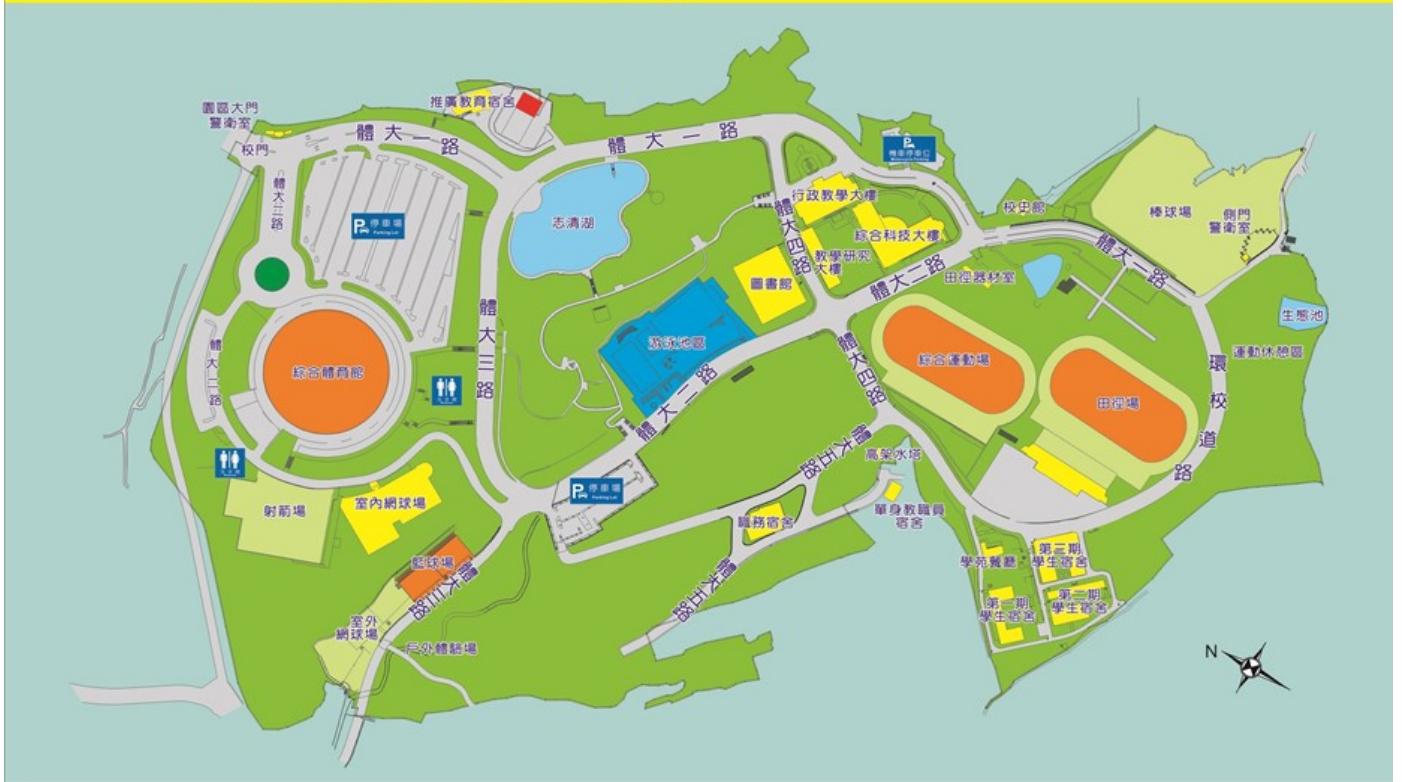 推廣教育宿舍
園區大門
警衛室
校門
體大一路
體大一路
機車停車位
Motorcycle Parking
體大二路
停車場
Parking Lot
志清湖
行政教學大樓
體大四路
綜合科技大樓
教學研究
大樓
校史館
棒球場
側門
警衛室
體大一路
圖書館
體大二路
田徑器材室
生態池
體大三路
游泳池區
體大二路
綜合體育館
體大二路
體大四路
綜合運動場
田徑場
運動休憩區
環校道路
射箭場
室內網球場
停車場
Parking Lot
體大五路
高架水塔
職務宿舍
單身教職員
宿舍
籃球場
體大三路
體大五路
學苑餐廳
第三期
學生宿舍
第一期
學生宿舍
第二期
學生宿舍
室外
網球場
戶外體驗場
N